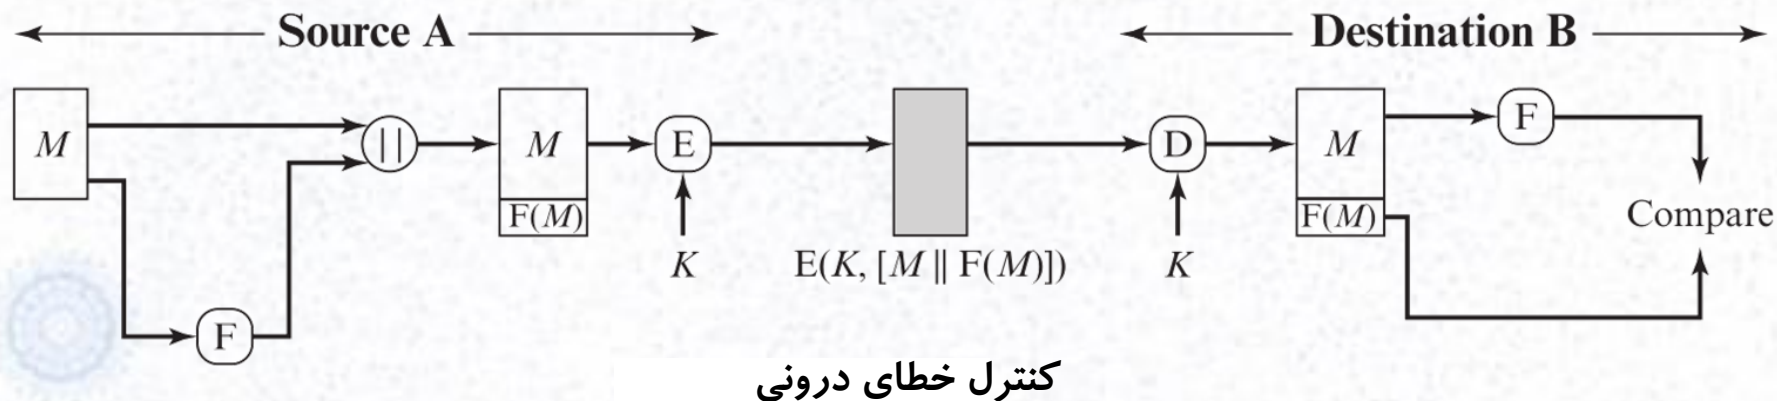 Source A Destination B
M || M E D M F
F(M) F(M) Compare
K E(K, [M || F(M)]) K
F
کنترل خطای درونی